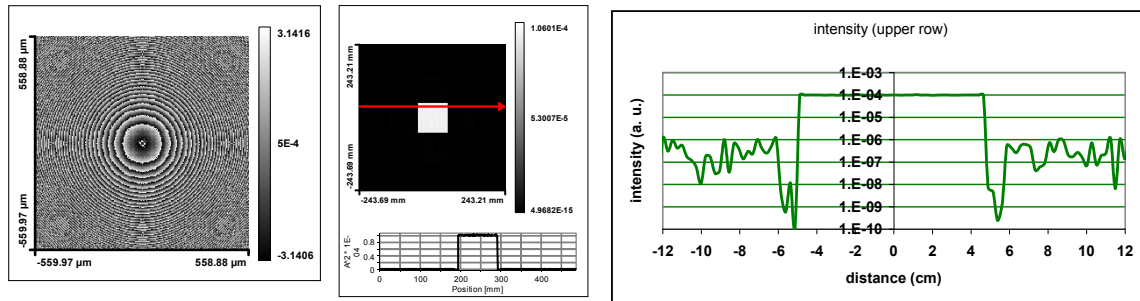 558.88 µm
-559.97 µm
-559.97 µm
558.88 µm
3.1416
5E-4
-3.1406
243.21 mm
-243.69 mm
-243.69 mm
243.21 mm
1.0601E-4
5.3007E-5
4.9682E-15
A^2 * 1E-
04
0.8
0.4
0
0
100
200
300
400
Position [mm]
intensity (upper row)
intensity (a. u.)
1.E-03
1.E-04
1.E-05
1.E-06
1.E-07
1.E-08
1.E-09
1.E-10
-12
-10
-8
-6
-4
-2
0
2
4
6
8
10
12
distance (cm)